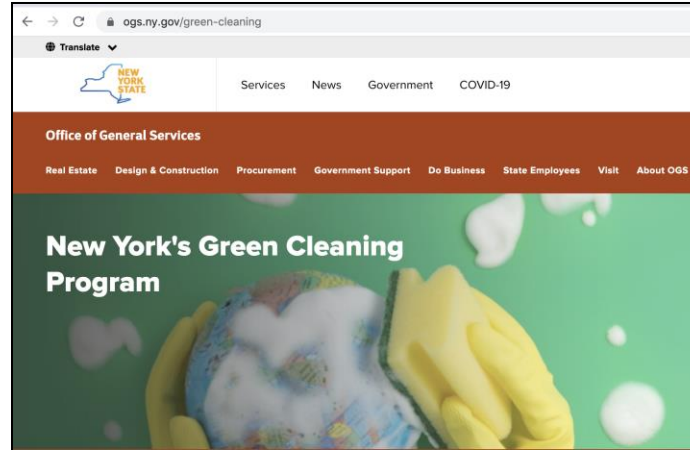 ogs.ny.gov/green-cleaning
Translate
NEW
YORK
STATE
Services News Government COVID-19
Office of General Services
Real Estate Design & Construction Procurement Government Support Do Business State Employees Visit About OGS
New York's Green Cleaning
Program